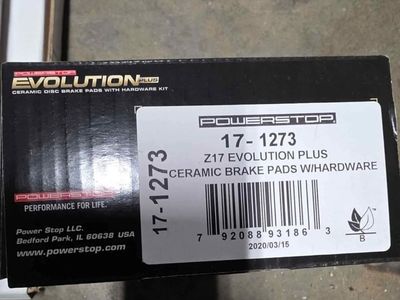 POWERSTOP
EVOLUTION PLUS
CERAMIC DISC BRAKE PADS WITH HARDWARE KIT
POWERSTOP
PERFORMANCE FOR LIFE.
Power Stop LLC.
Bedford Park, IL 60638 USA
www.powerstop.com
17-1273
POWERSTOP
17-1273
Z17 EVOLUTION PLUS
CERAMIC BRAKE PADS W/HARDWARE
7 92088 93186 3
2020/03/15
B